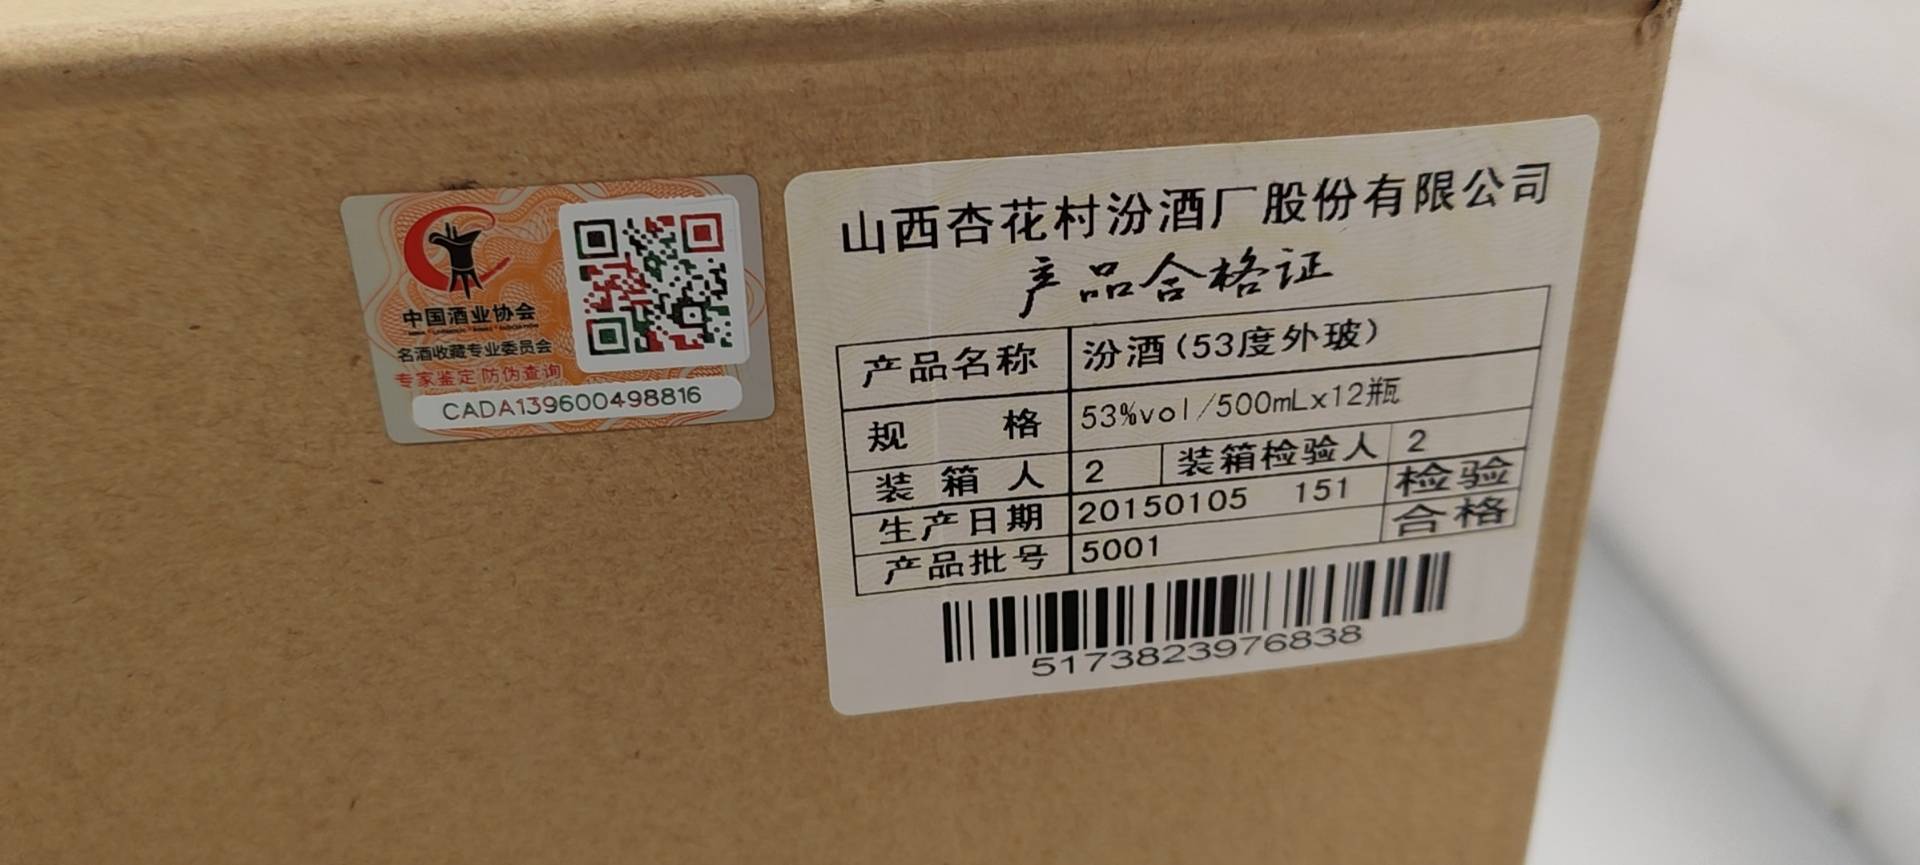 中国酒业协会
名酒收藏专业委员会
专家鉴定 防伪查询
CADA139600498816
山西杏花村汾酒厂股份有限公司
产品合格证
产品名称 汾酒(53度外玻)
规 格 53%vol/500mLx12瓶
装箱人 2 装箱检验人 2
生产日期 20150105 151 检验
产品批号 5001 合格
5173823976838